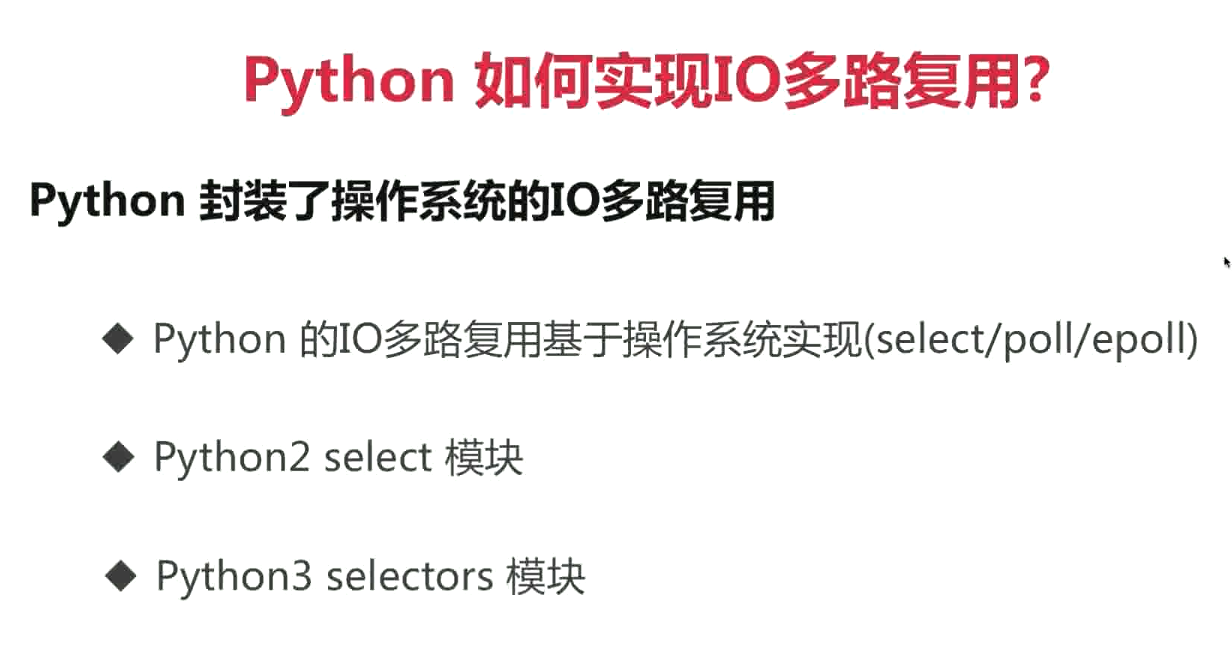 Python 如何实现IO多路复用?
Python 封装了操作系统的IO多路复用
◆ Python 的IO多路复用基于操作系统实现(select/poll/epoll)
◆ Python2 select 模块
◆ Python3 selectors 模块